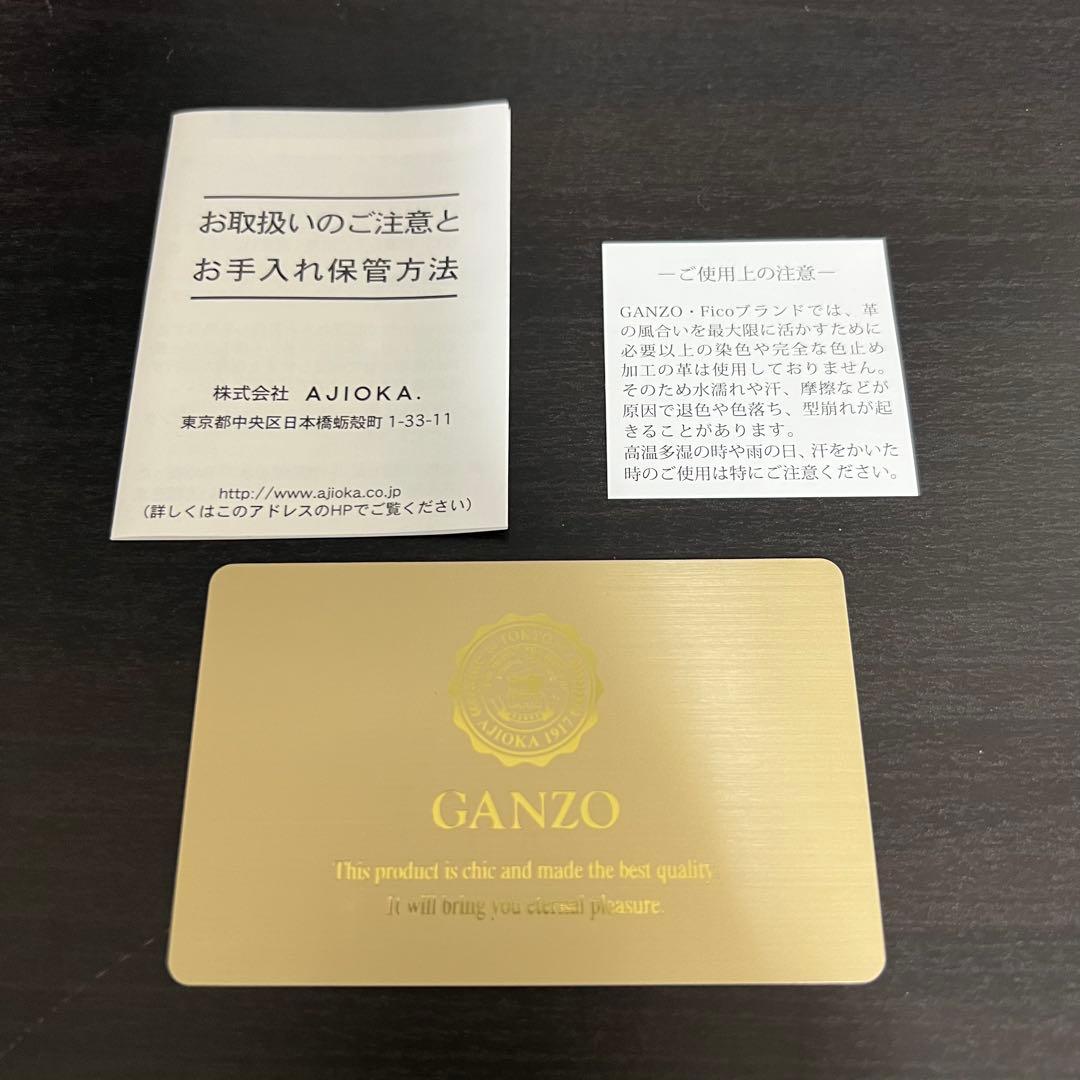 お取扱いのご注意と
お手入れ保管方法
株式会社 AJIOKA.
東京都中央区日本橋蛎殻町 1-33-11
http://www.ajioka.co.jp
(詳しくはこのアドレスのHPでご覧ください)
―ご使用上の注意―
GANZO・Ficoブランドでは、革
の風合いを最大限に活かすために
必要以上の染色や完全な色止め
加工の革は使用しておりません。
そのため水濡れや汗、摩擦などが
原因で退色や色落ち、型崩れが起
きることがあります。
高温多湿の時や雨の日、汗をかいた
時のご使用は特にご注意ください。
TOKYO
AJIOKA 1917
GANZO
This product is chic and made the best quality.
It will bring you eternal pleasure.